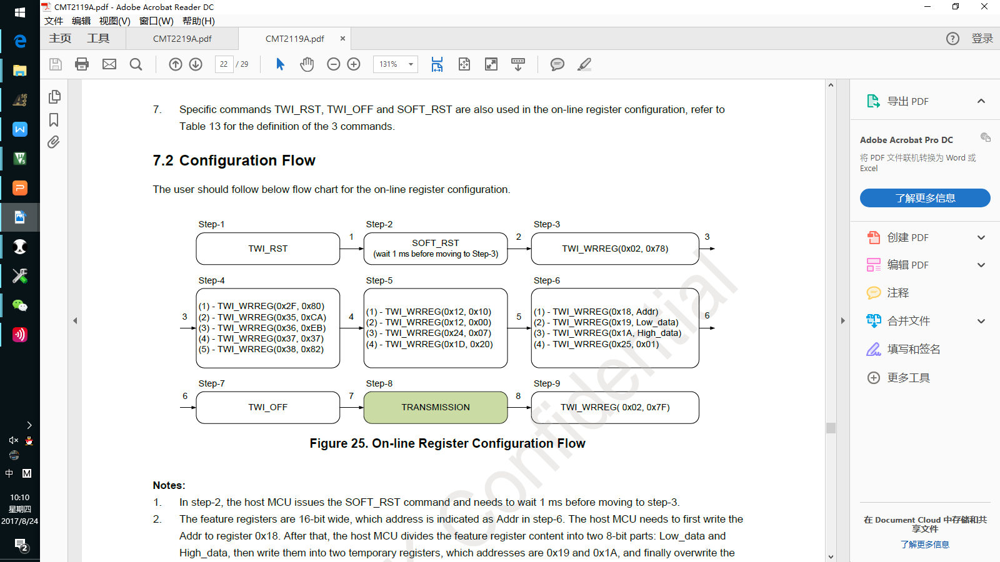 CMT2119A.pdf - Adobe Acrobat Reader DC
文件 编辑 视图(V) 窗口(W) 帮助(H)
主页 工具 CMT2219A.pdf CMT2119A.pdf × ? 登录
22 / 29 131%
7. Specific commands TWI_RST, TWI_OFF and SOFT_RST are also used in the on-line register configuration, refer to
Table 13 for the definition of the 3 commands.
7.2 Configuration Flow
The user should follow below flow chart for the on-line register configuration.
Step-1
TWI_RST
1
Step-2
SOFT_RST
(wait 1 ms before moving to Step-3)
2
Step-3
TWI_WRREG(0x02, 0x78)
3
3
Step-4
(1) - TWI_WRREG(0x2F, 0x80)
(2) - TWI_WRREG(0x35, 0xCA)
(3) - TWI_WRREG(0x36, 0xEB)
(4) - TWI_WRREG(0x37, 0x37)
(5) - TWI_WRREG(0x38, 0x82)
4
Step-5
(1) - TWI_WRREG(0x12, 0x10)
(2) - TWI_WRREG(0x12, 0x00)
(3) - TWI_WRREG(0x24, 0x07)
(4) - TWI_WRREG(0x1D, 0x20)
5
Step-6
(1) - TWI_WRREG(0x18, Addr)
(2) - TWI_WRREG(0x19, Low_data)
(3) - TWI_WRREG(0x1A, High_data)
(4) - TWI_WRREG(0x25, 0x01)
6
6
Step-7
TWI_OFF
7
Step-8
TRANSMISSION
8
Step-9
TWI_WRREG( 0x02, 0x7F)
Figure 25. On-line Register Configuration Flow
Notes:
1. In step-2, the host MCU issues the SOFT_RST command and needs to wait 1 ms before moving to step-3.
2. The feature registers are 16-bit wide, which address is indicated as Addr in step-6. The host MCU needs to first write the
Addr to register 0x18. After that, the host MCU divides the feature register content into two 8-bit parts: Low_data and
High_data, then write them into two temporary registers, which addresses are 0x19 and 0x1A, and finally overwrite the
Confidential
导出 PDF
Adobe Acrobat Pro DC
将 PDF 文件联机转换为 Word 或
Excel
了解更多信息
创建 PDF
编辑 PDF
注释
合并文件
填写和签名
更多工具
在 Document Cloud 中存储和共
享文件
了解更多信息
中 M
10:10
星期四
2017/8/24
2